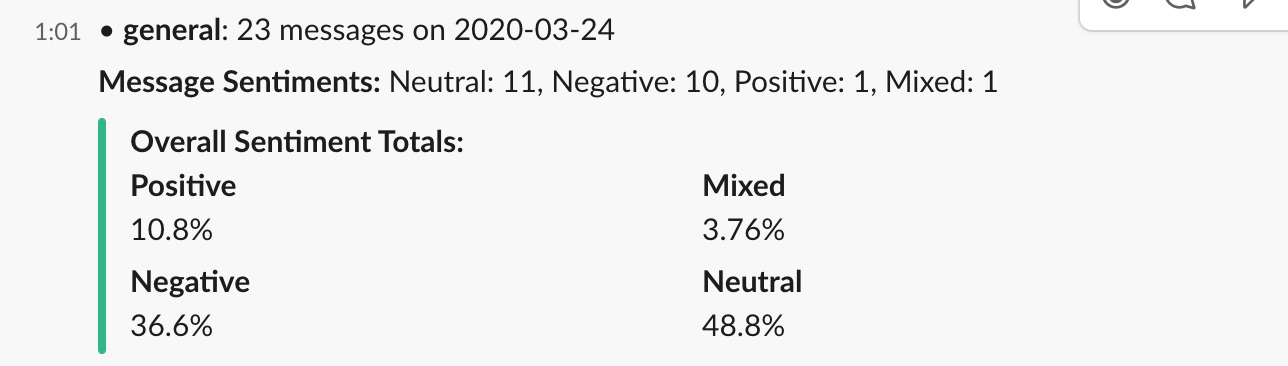 1:01 • general: 23 messages on 2020-03-24
Message Sentiments: Neutral: 11, Negative: 10, Positive: 1, Mixed: 1
Overall Sentiment Totals:
Positive Mixed
10.8% 3.76%
Negative Neutral
36.6% 48.8%